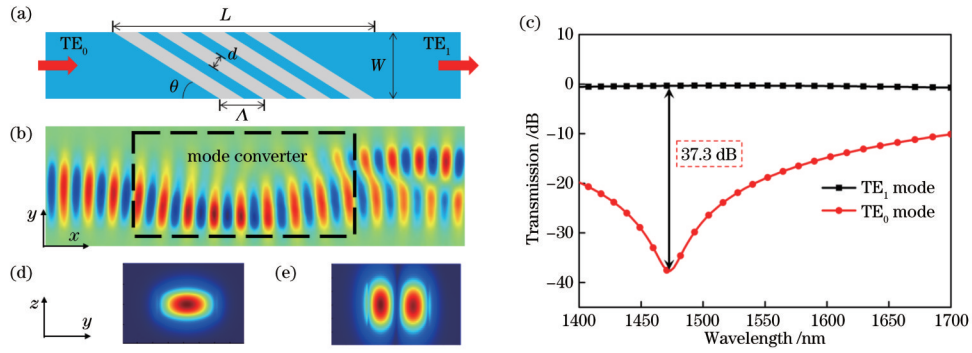 (a)
L
TE₀
TE₁
d
W
θ
Λ
(b)
mode converter
y
x
(d)
z
y
(e)
(c)
10
0
-10
-20
-30
-40
Transmission /dB
37.3 dB
TE₁ mode
TE₀ mode
1400 1450 1500 1550 1600 1650 1700
Wavelength /nm